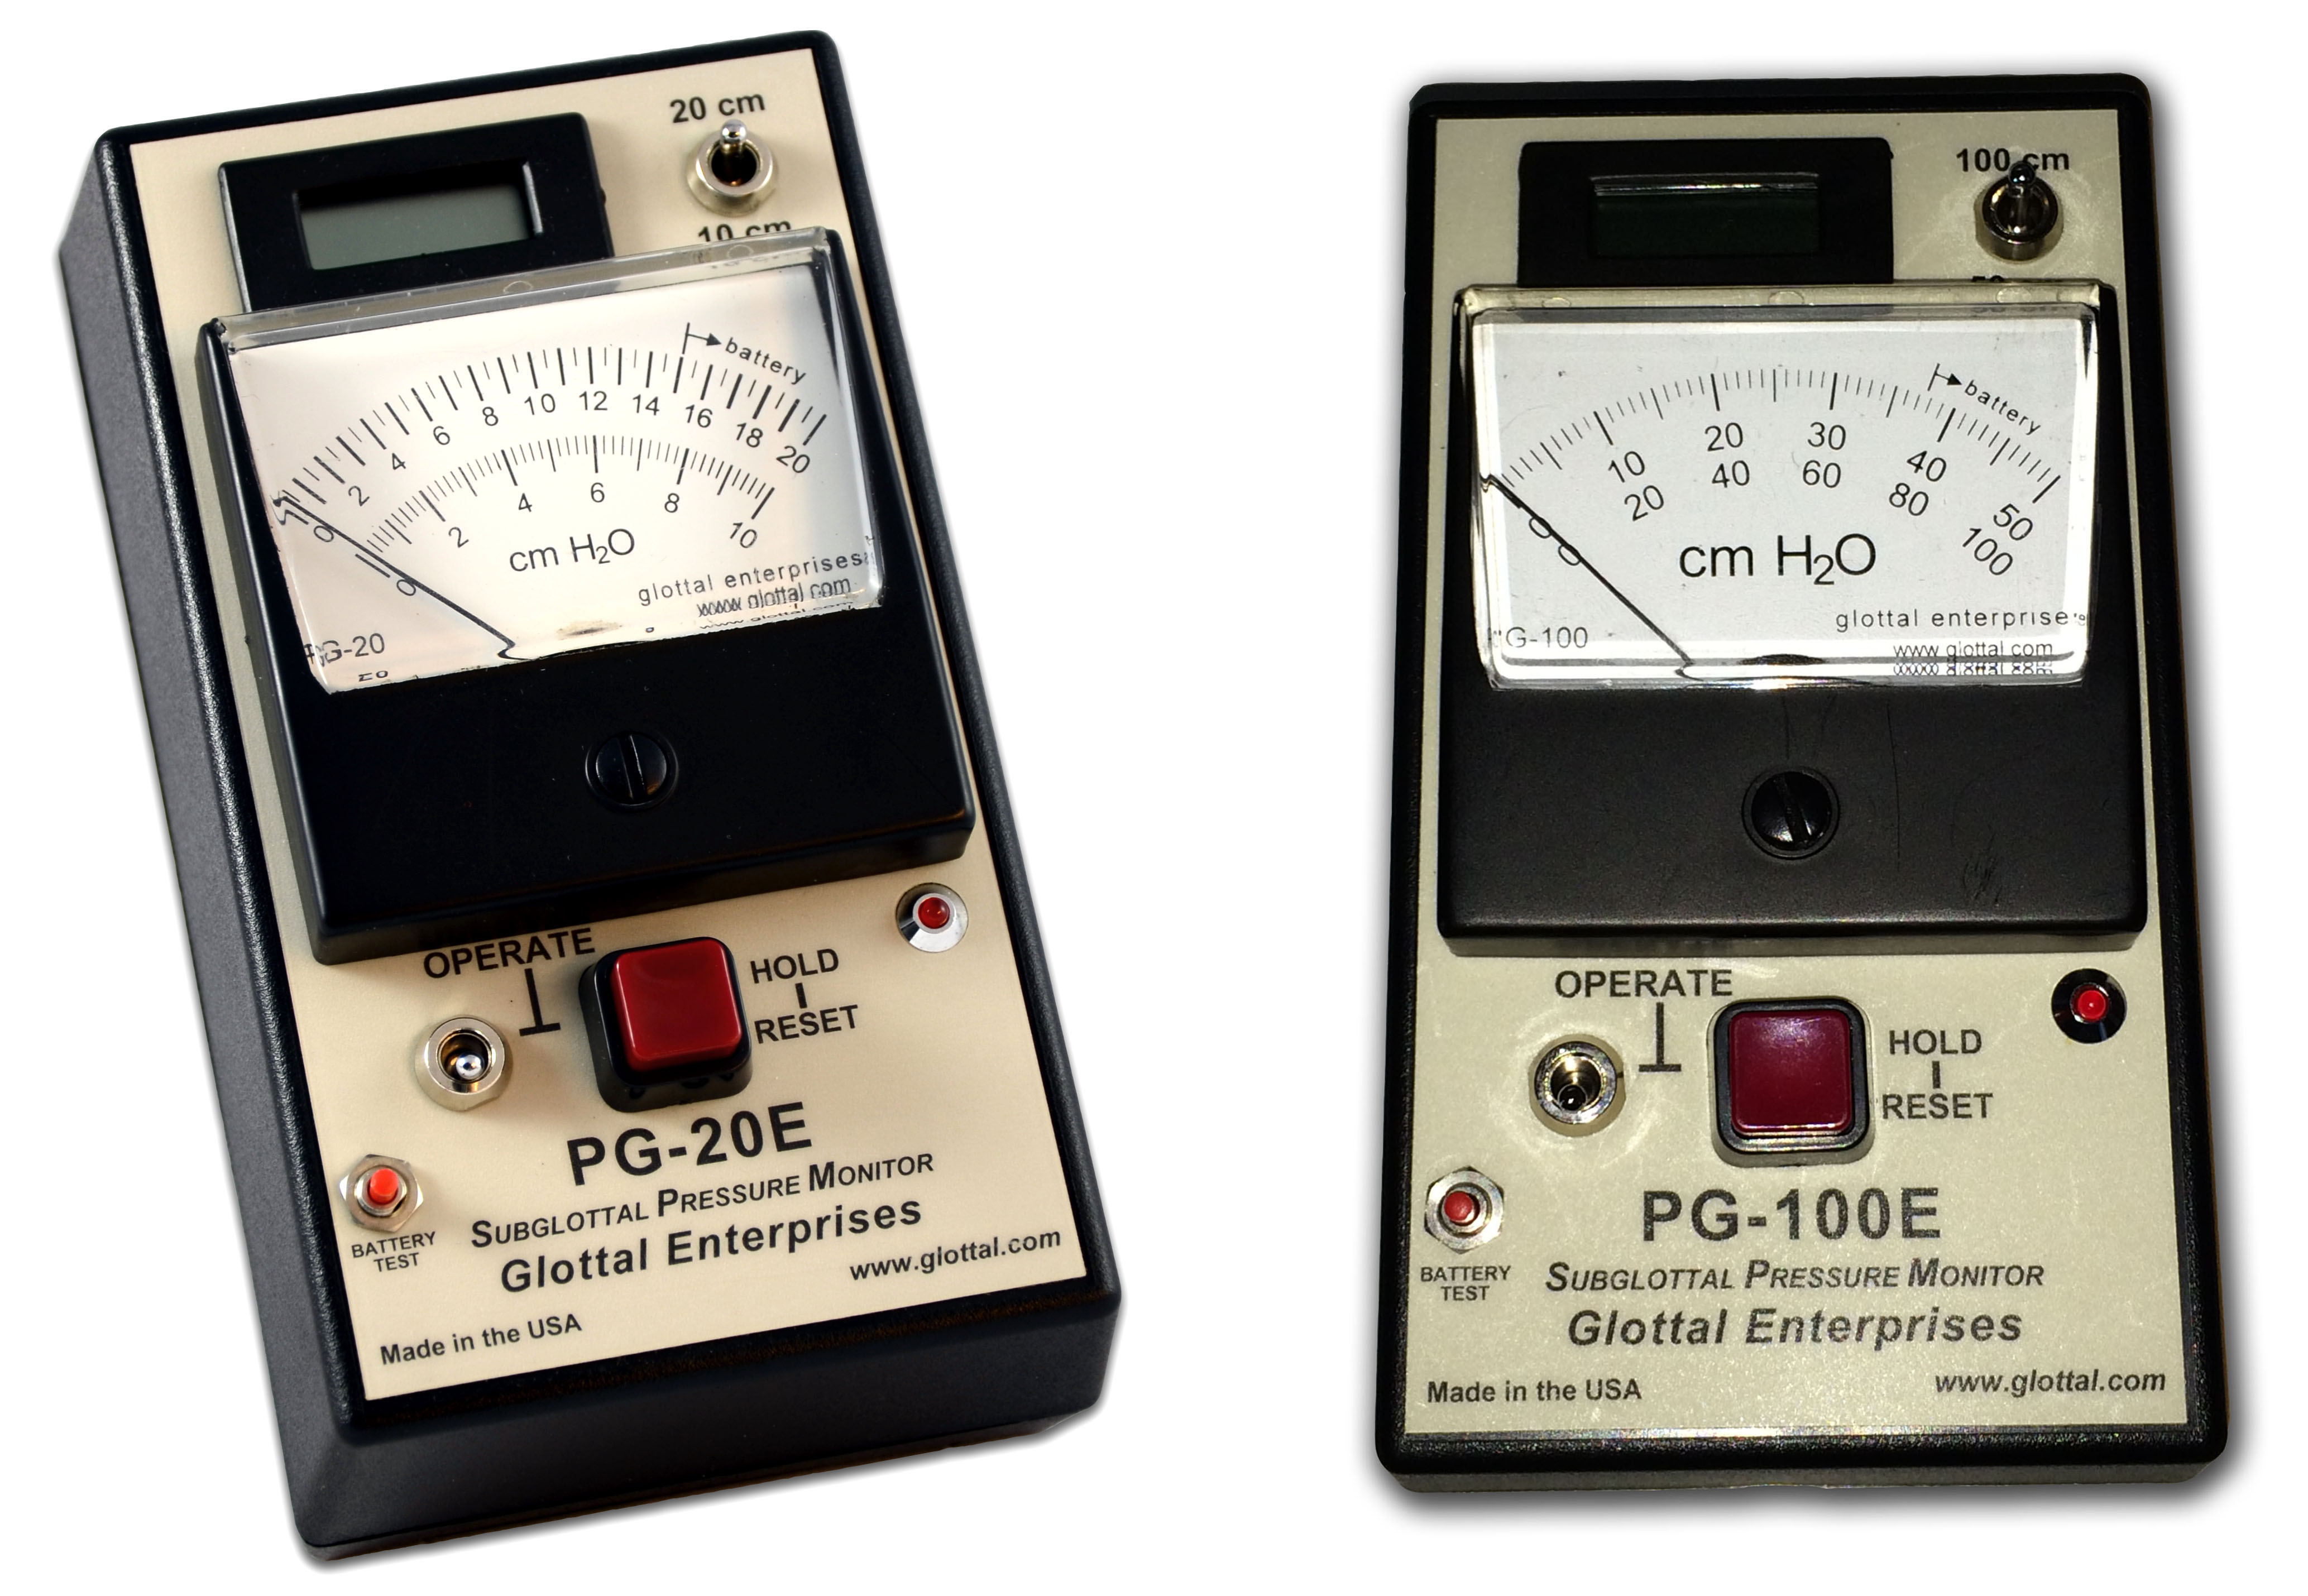 20 cm
10 cm
battery
0 2 4 6 8 10 12 14 16 18 20
0 2 4 6 8 10
cm H₂O
glottal enterprises
www.glottal.com
PG-20
OPERATE
HOLD
RESET
PG-20E
SUBGLOTTAL PRESSURE MONITOR
Glottal Enterprises
www.glottal.com
BATTERY
TEST
Made in the USA
100 cm
battery
0 10 20 30 40 50
0 20 40 60 80 100
cm H₂O
glottal enterprises
www.glottal.com
PG-100
OPERATE
HOLD
RESET
PG-100E
SUBGLOTTAL PRESSURE MONITOR
Glottal Enterprises
BATTERY
TEST
Made in the USA
www.glottal.com